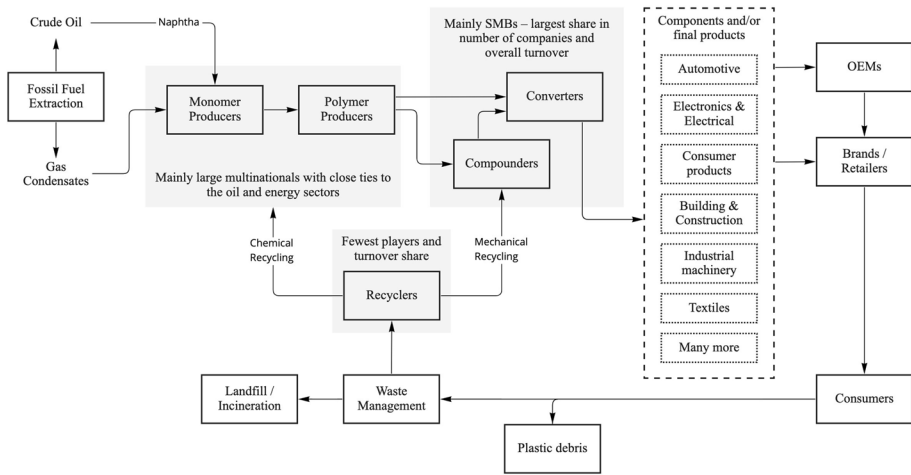 Crude Oil
Naphtha
Fossil Fuel
Extraction
Gas
Condensates
Monomer
Producers
Polymer
Producers
Mainly large multinationals with close ties to
the oil and energy sectors
Mainly SMBs – largest share in
number of companies and
overall turnover
Converters
Compounders
Components and/or
final products
Automotive
Electronics &
Electrical
Consumer
products
Building &
Construction
Industrial
machinery
Textiles
Many more
OEMs
Brands /
Retailers
Chemical
Recycling
Fewest players and
turnover share
Recyclers
Mechanical
Recycling
Landfill /
Incineration
Waste
Management
Plastic debris
Consumers